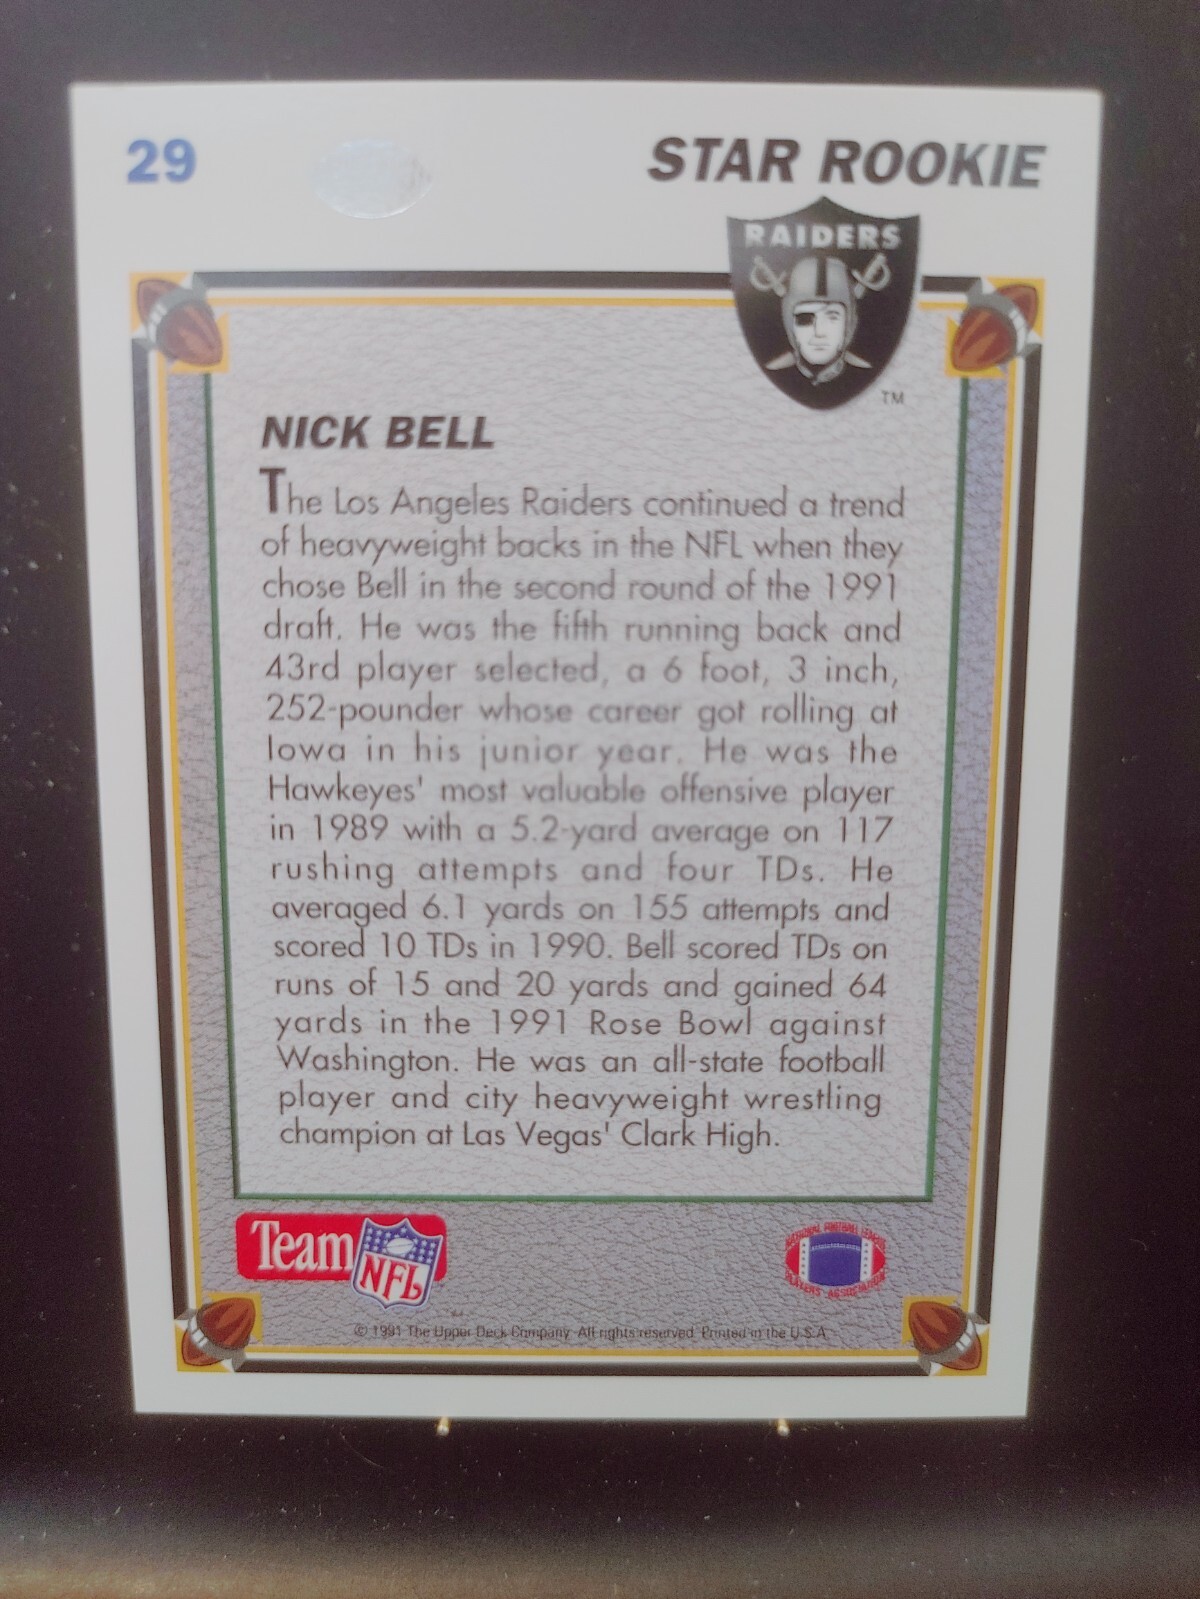 29
STAR ROOKIE
RAIDERS
TM
NICK BELL
The Los Angeles Raiders continued a trend
of heavyweight backs in the NFL when they
chose Bell in the second round of the 1991
draft. He was the fifth running back and
43rd player selected, a 6 foot, 3 inch,
252-pounder whose career got rolling at
Iowa in his junior year. He was the
Hawkeyes' most valuable offensive player
in 1989 with a 5.2-yard average on 117
rushing attempts and four TDs. He
averaged 6.1 yards on 155 attempts and
scored 10 TDs in 1990. Bell scored TDs on
runs of 15 and 20 yards and gained 64
yards in the 1991 Rose Bowl against
Washington. He was an all-state football
player and city heavyweight wrestling
champion at Las Vegas' Clark High.
Team NFL
NATIONAL FOOTBALL LEAGUE
PLAYERS ASSOCIATION
© 1991 The Upper Deck Company. All rights reserved. Printed in the U.S.A.